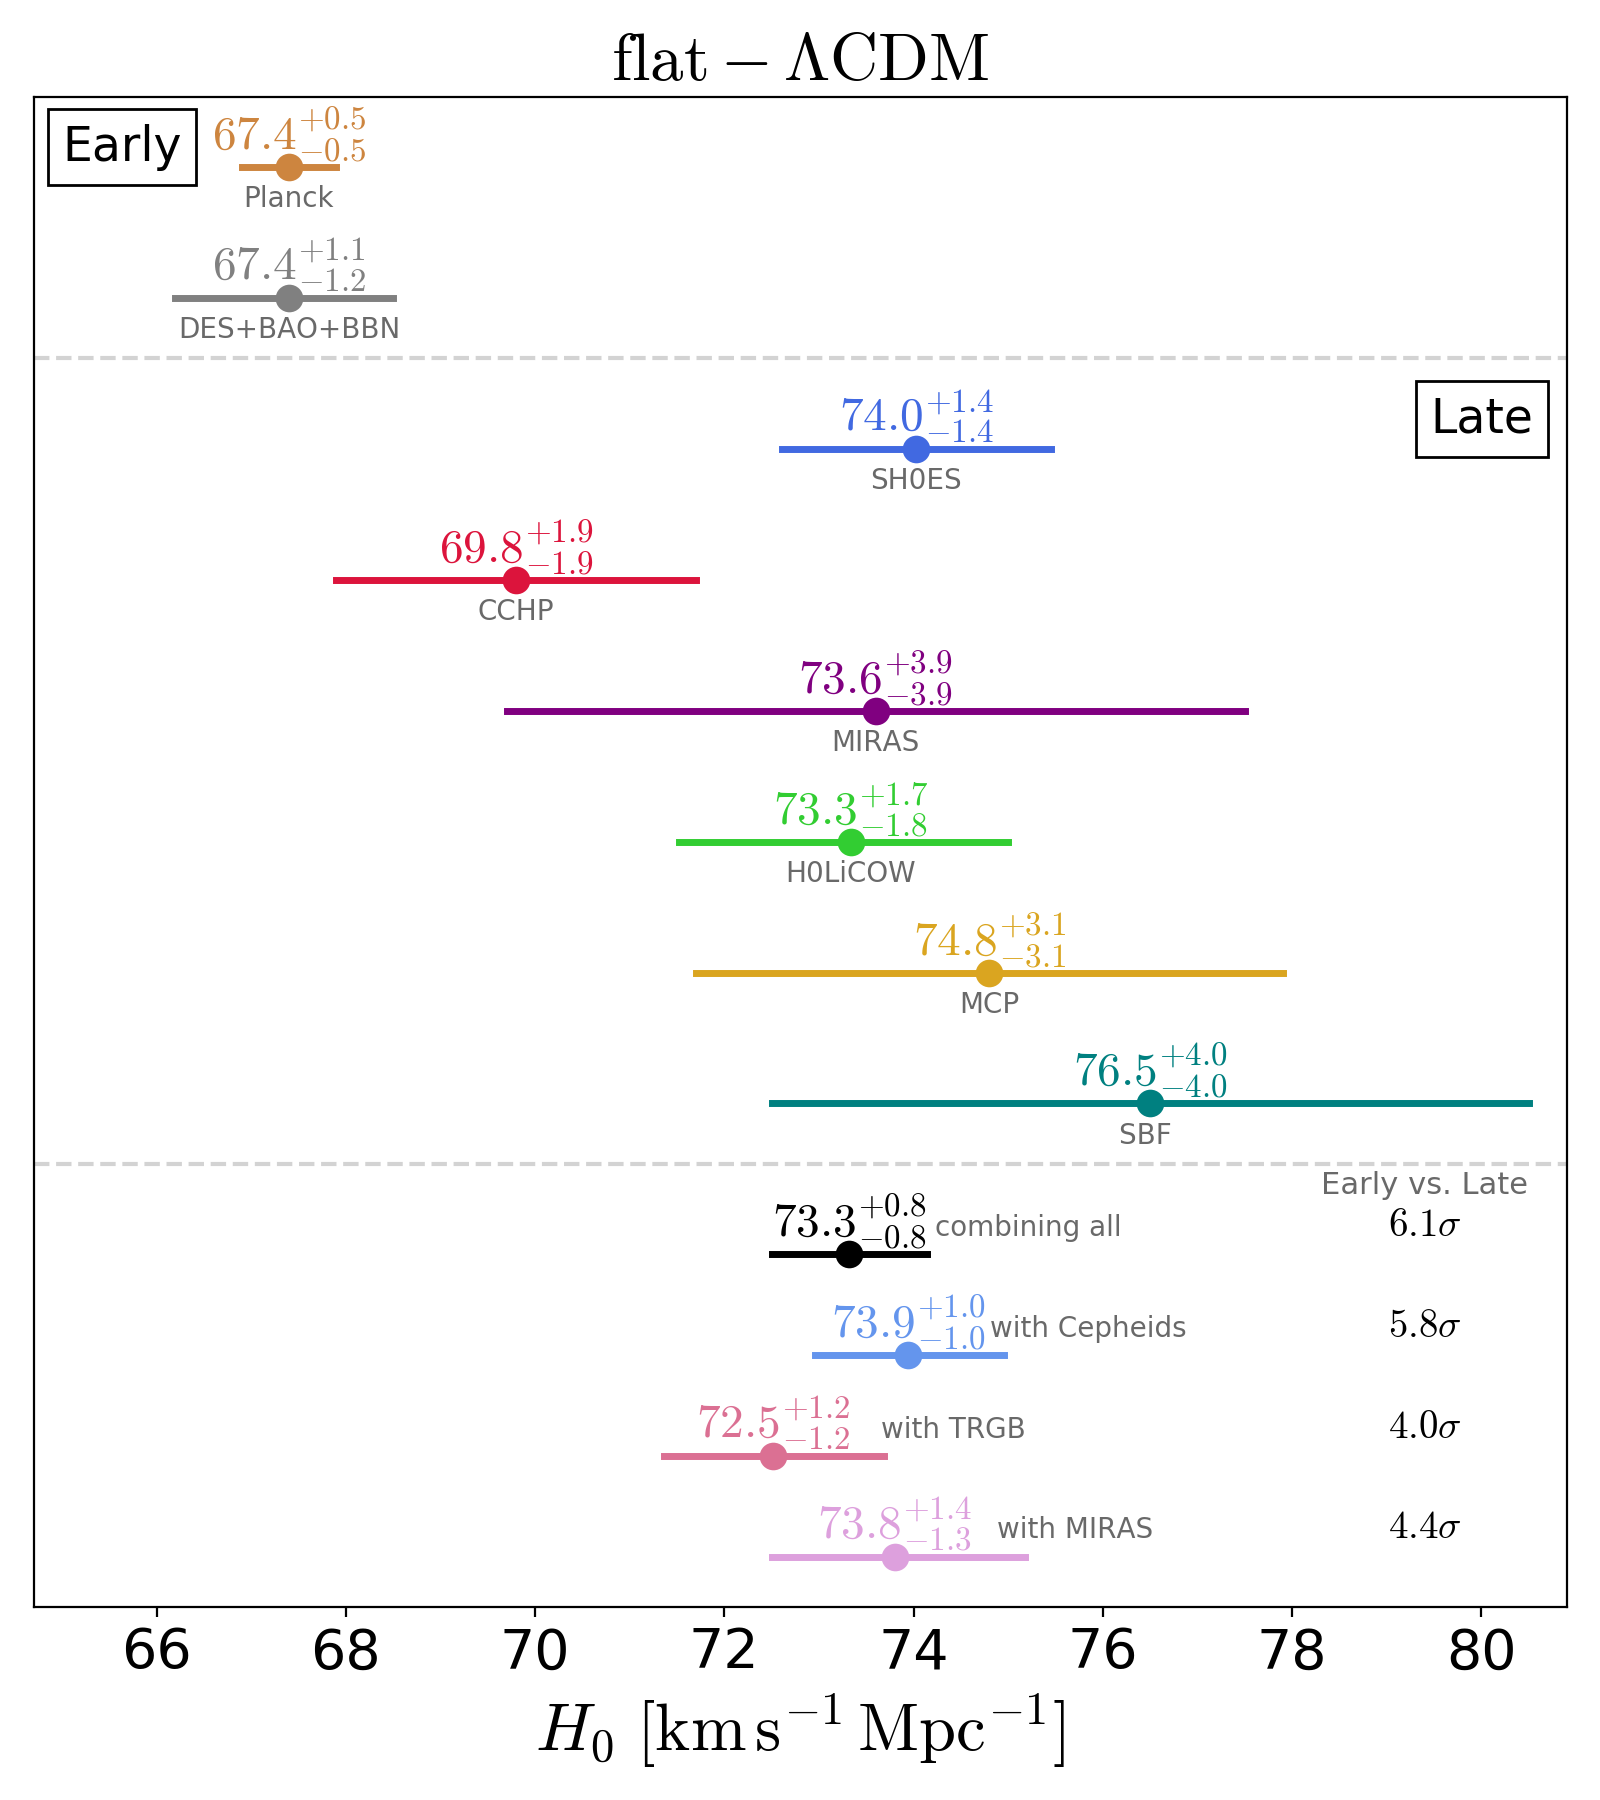 flat − ΛCDM
Early
67.4+0.5−0.5
Planck
67.4+1.1−1.2
DES+BAO+BBN
Late
74.0+1.4−1.4
SH0ES
69.8+1.9−1.9
CCHP
73.6+3.9−3.9
MIRAS
73.3+1.7−1.8
H0LiCOW
74.8+3.1−3.1
MCP
76.5+4.0−4.0
SBF
Early vs. Late
73.3+0.8−0.8 combining all 6.1σ
73.9+1.0−1.0 with Cepheids 5.8σ
72.5+1.2−1.2 with TRGB 4.0σ
73.8+1.4−1.3 with MIRAS 4.4σ
66 68 70 72 74 76 78 80
H0 [km s−1 Mpc−1]